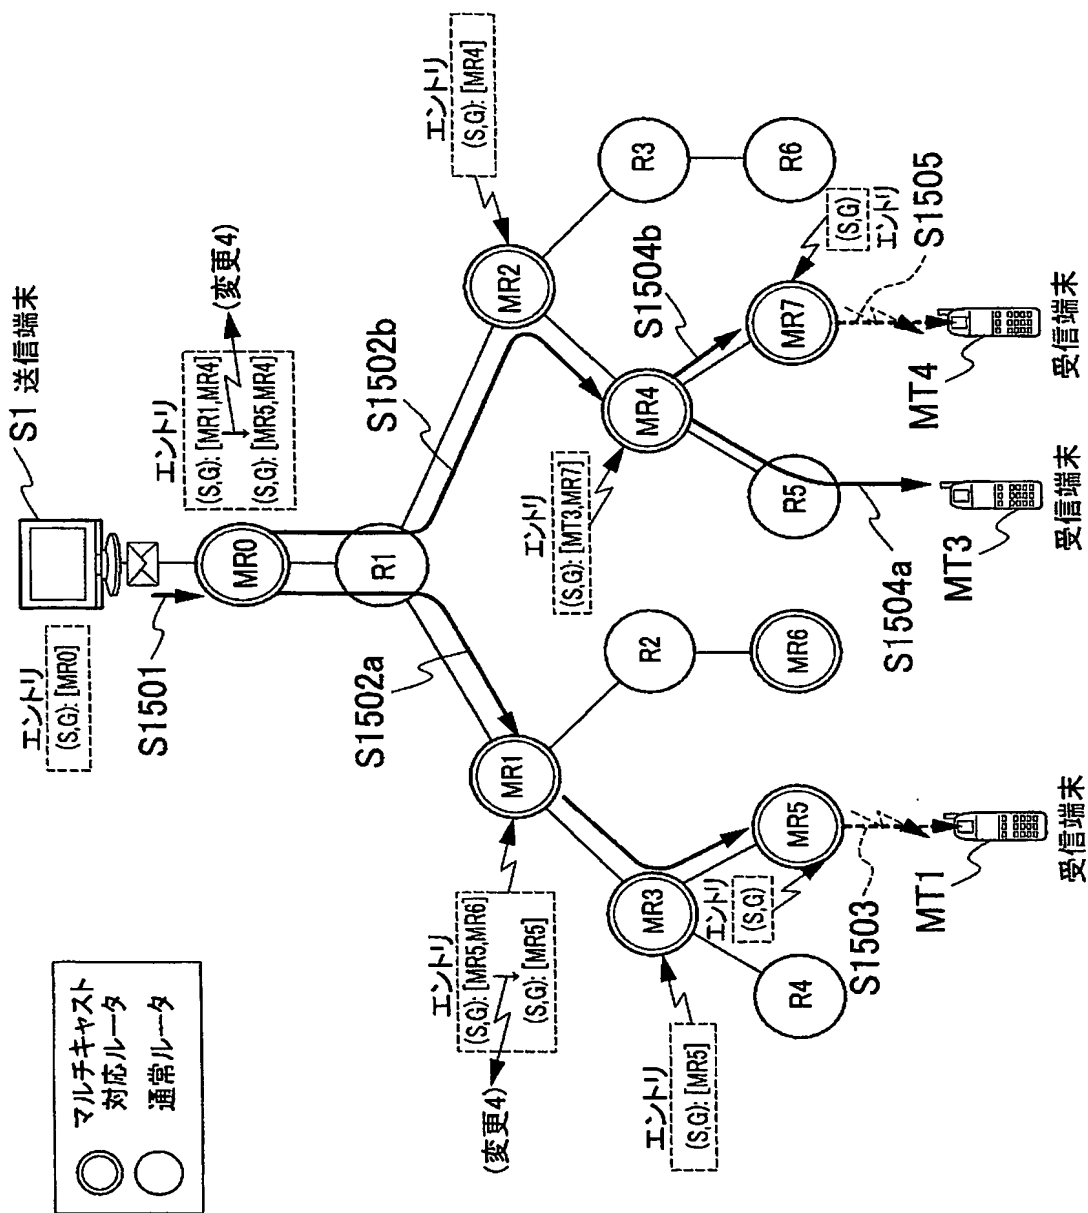 マルチキャスト
対応ルータ
通常ルータ
S1 送信端末
エントリ
(S,G): [MR0]
S1501
MR0
エントリ
(S,G): [MR1,MR4]
(S,G): [MR5,MR4]
(変更4)
R1
S1502a
S1502b
エントリ
(S,G): [MR4]
MR2
MR1
エントリ
(S,G): [MR5,MR6]
(S,G): [MR5]
(変更4)
R2
R3
エントリ
(S,G): [MT3,MR7]
MR4
S1504b
MR3
エントリ
(S,G): [MR5]
エントリ
(S,G)
R4
MR5
MR6
R5
MR7
(S,G)
エントリ
R6
S1503
S1504a
S1505
MT1
受信端末
MT3
受信端末
MT4
受信端末